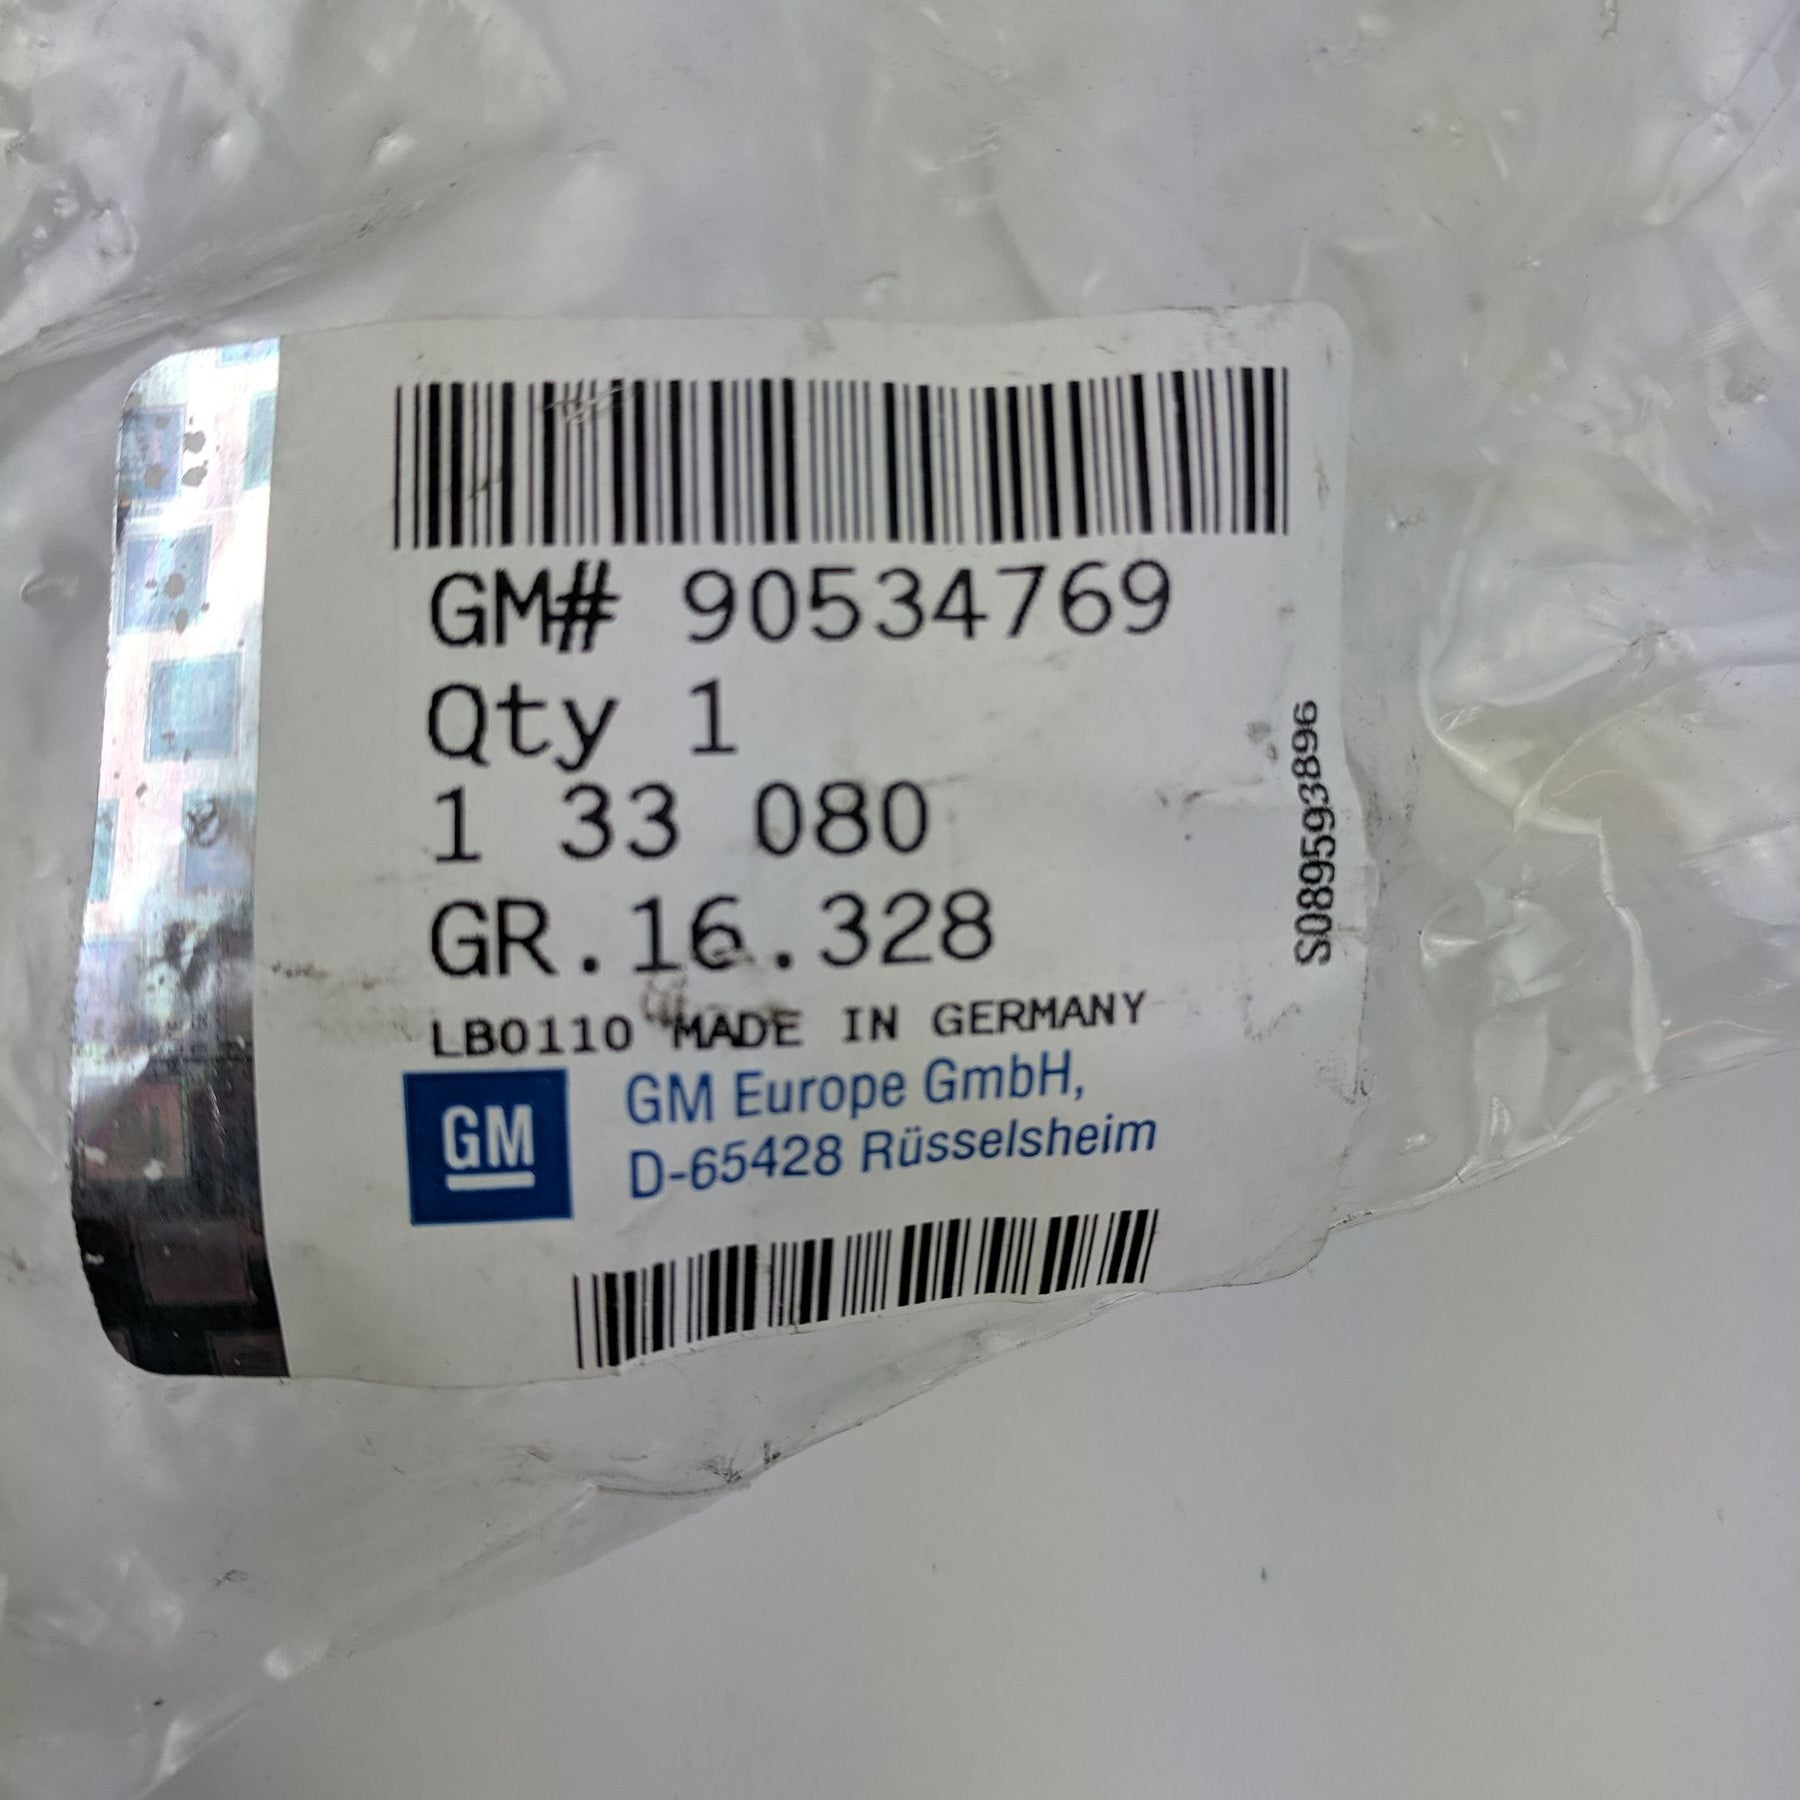 GM# 90534769
Qty 1
1 33 080
GR.16.328
LB0110 MADE IN GERMANY
GM
GM Europe GmbH,
D-65428 Rüsselsheim
S089593896